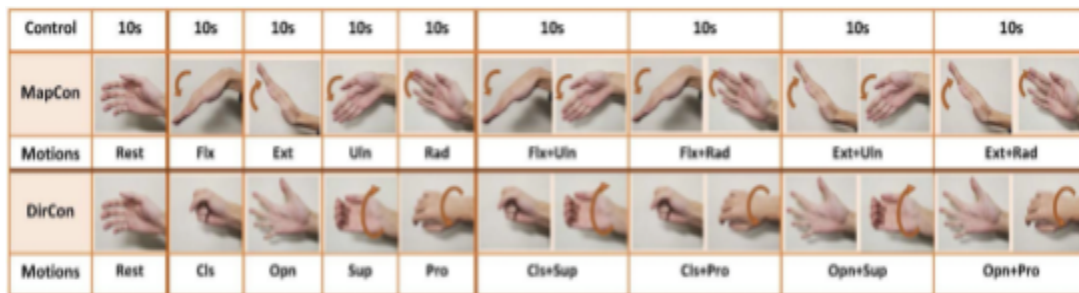 Control 10s 10s 10s 10s 10s 10s 10s 10s 10s
MapCon
Motions Rest Flx Ext Uln Rad Flx+Uln Flx+Rad Ext+Uln Ext+Rad
DirCon
Motions Rest Cls Opn Sup Pro Cls+Sup Cls+Pro Opn+Sup Opn+Pro